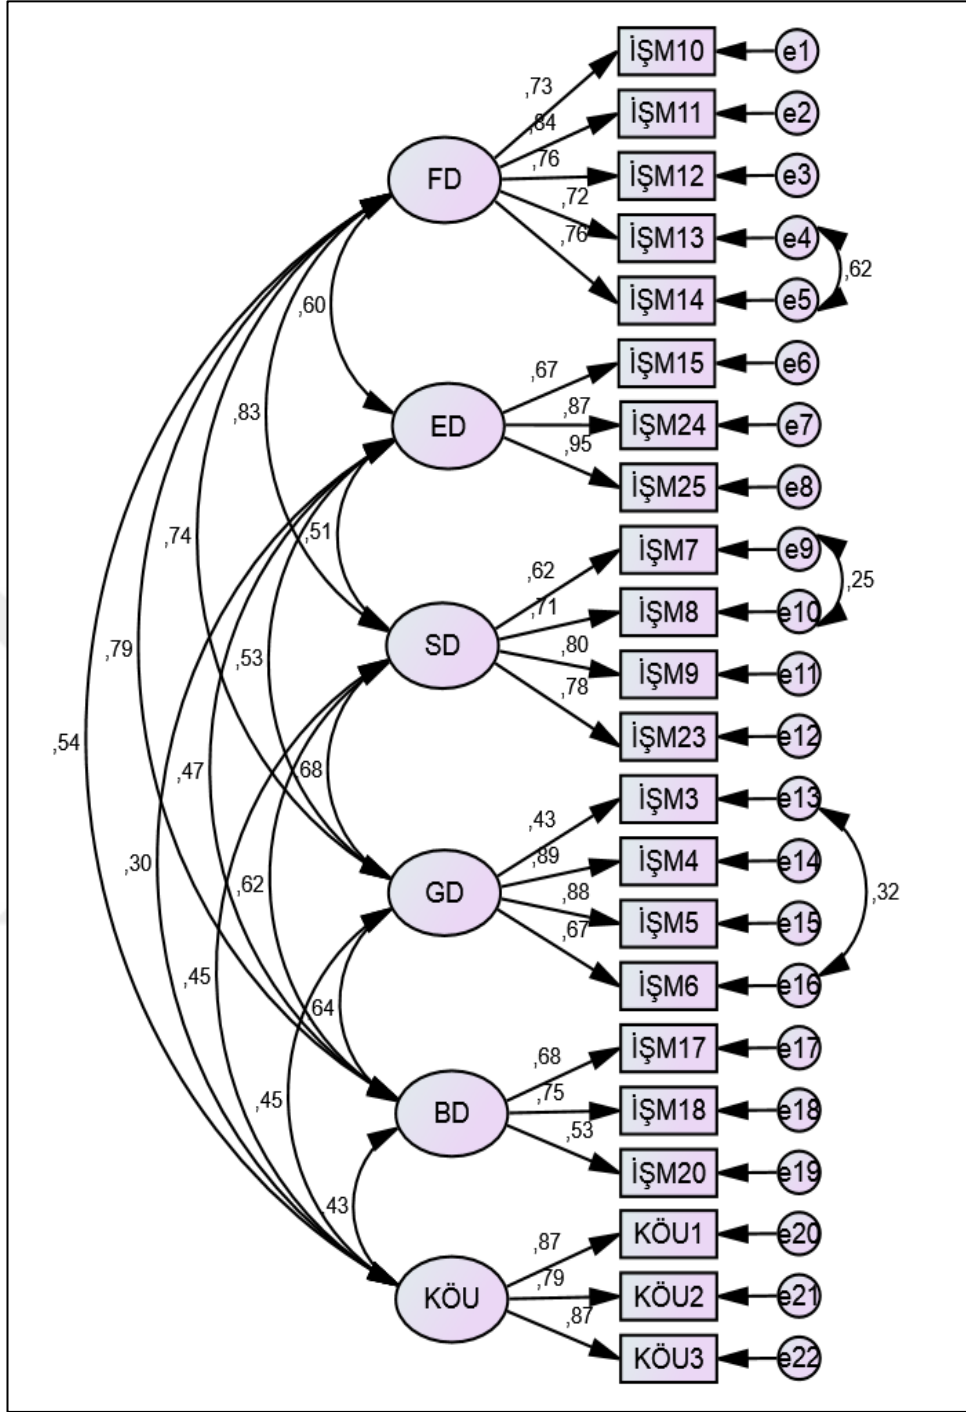 İŞM10
e1
,73
İŞM11
e2
,84
,76
FD
İŞM12
e3
,72
İŞM13
e4
,76
,62
İŞM14
e5
,60
İŞM15
e6
,67
,83
,87
ED
İŞM24
e7
,95
İŞM25
e8
,74
,51
İŞM7
e9
,62
,25
,71
İŞM8
e10
,79
,53
SD
,80
İŞM9
e11
,78
,54
İŞM23
e12
,47
,68
İŞM3
e13
,43
,89
İŞM4
e14
,30
,62
GD
,88
İŞM5
e15
,32
,67
,45
İŞM6
e16
,64
İŞM17
e17
,68
,45
,75
BD
İŞM18
e18
,53
İŞM20
e19
,43
KÖU1
e20
,87
,79
KÖU
KÖU2
e21
,87
KÖU3
e22